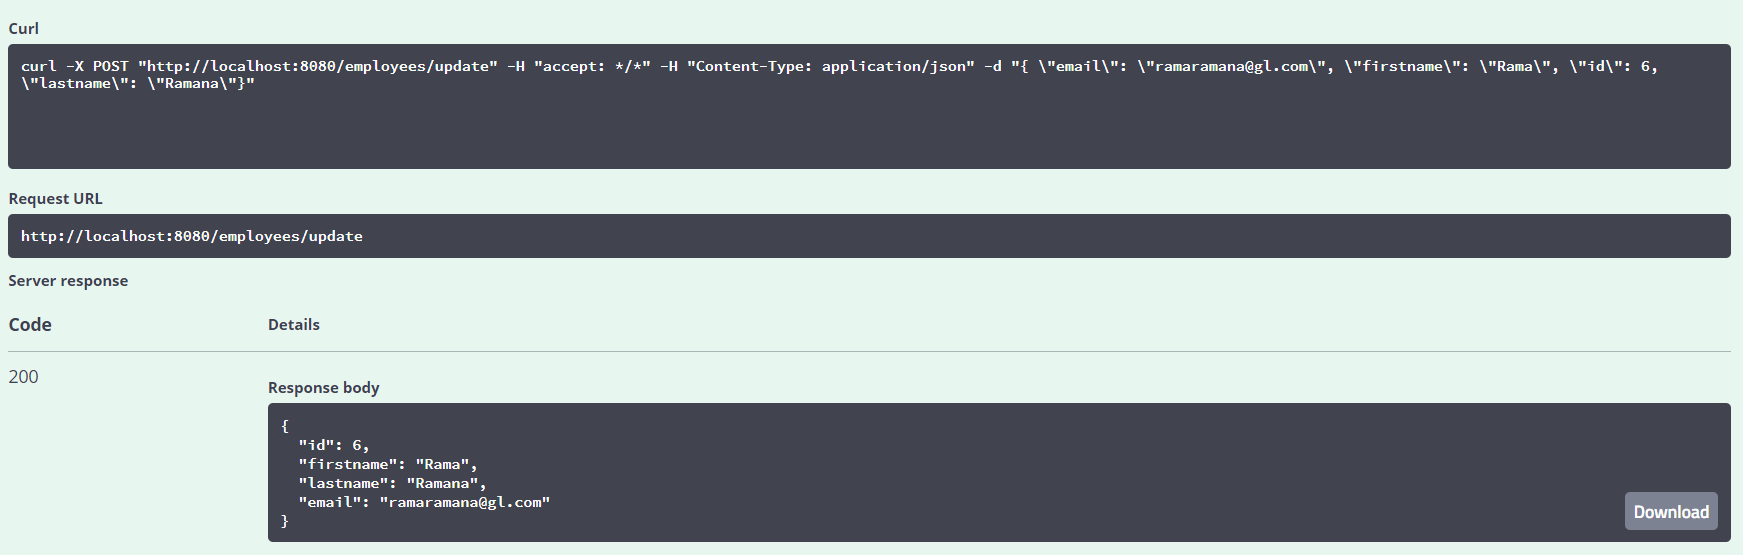 Curl
curl -X POST "http://localhost:8080/employees/update" -H "accept: */*" -H "Content-Type: application/json" -d "{ \"email\": \"ramaramana@gl.com\", \"firstname\": \"Rama\", \"id\": 6,
\"lastname\": \"Ramana\"}"
Request URL
http://localhost:8080/employees/update
Server response
Code Details
200
Response body
{
"id": 6,
"firstname": "Rama",
"lastname": "Ramana",
"email": "ramaramana@gl.com"
}
Download